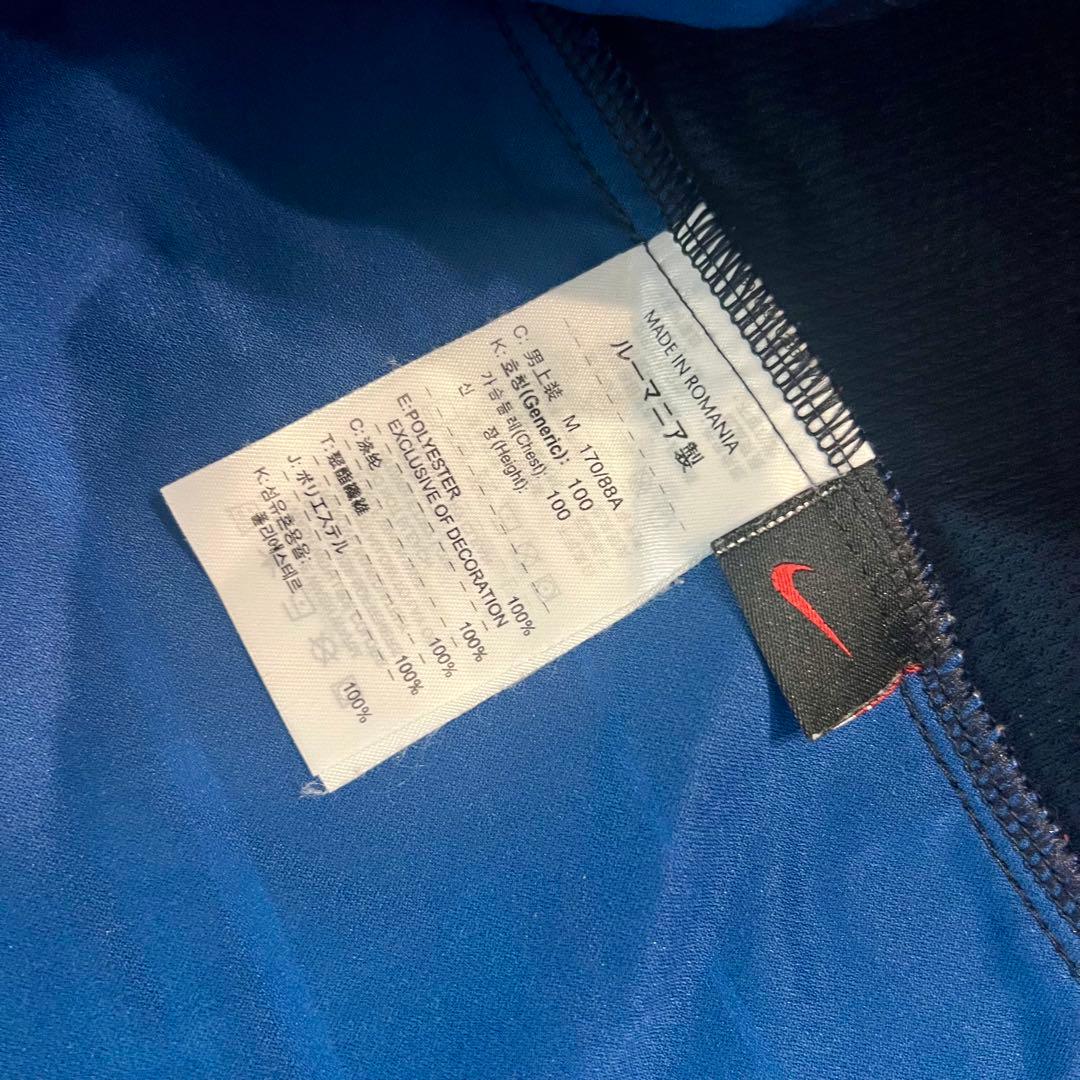 MADE IN ROMANIA
ルーマニア製
C: 男上装 M 170/88A
K: 호칭(Generic): 100
가슴둘레(Chest): 100
신 장(Height):
E:POLYESTER 100%
EXCLUSIVE OF DECORATION
C:涤纶 100%
T:聚酯纖維 100%
J:ポリエステル 100%
K:섬유혼용율: 100%
폴리에스테르